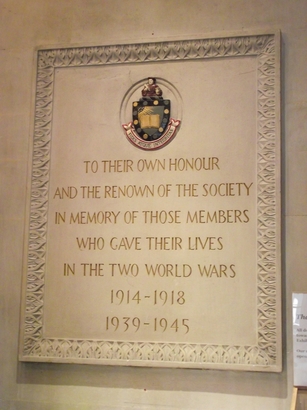 TO THEIR OWN HONOUR
AND THE RENOWN OF THE SOCIETY
IN MEMORY OF THOSE MEMBERS
WHO GAVE THEIR LIVES
IN THE TWO WORLD WARS
1914-1918
1939-1945